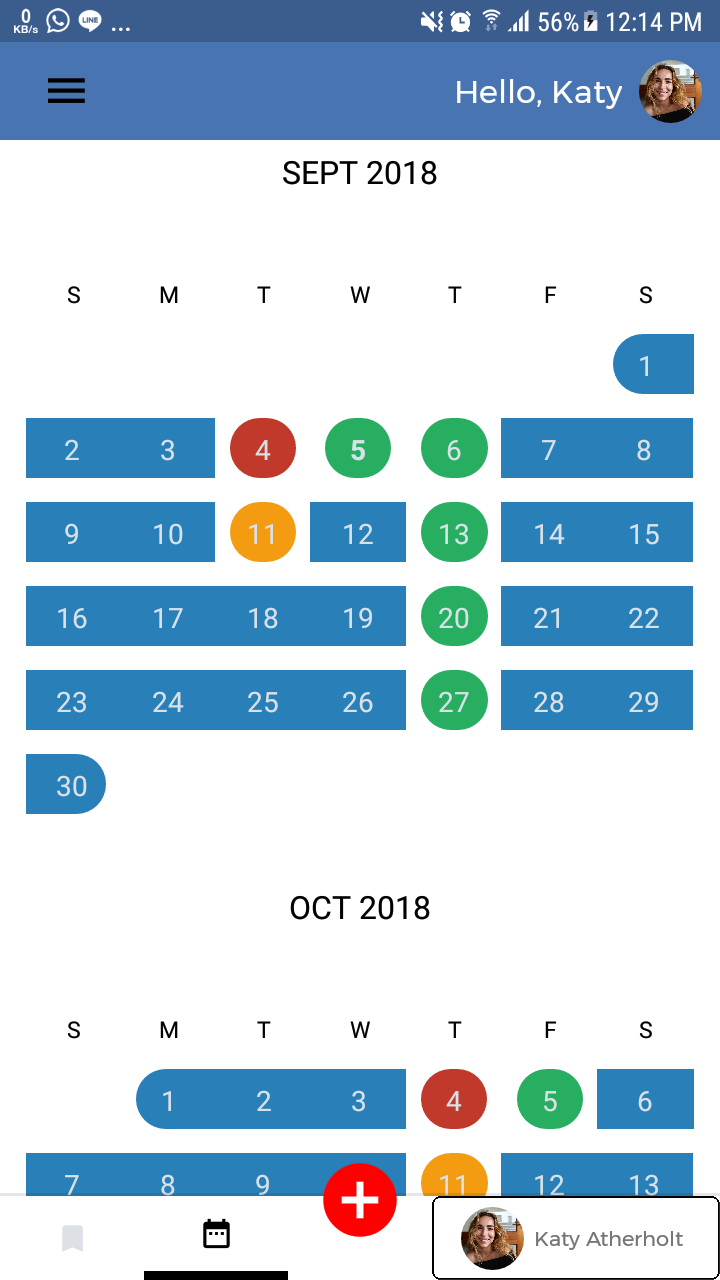 0 KB/s LINE ... 56% 12:14 PM
Hello, Katy
SEPT 2018
S M T W T F S
1
2 3 4 5 6 7 8
9 10 11 12 13 14 15
16 17 18 19 20 21 22
23 24 25 26 27 28 29
30
OCT 2018
S M T W T F S
1 2 3 4 5 6
7 8 9 11 12 13
Katy Atherholt